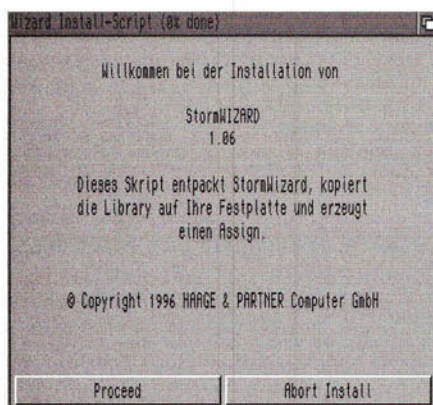 Wizard Install-Script (0% done)
Willkommen bei der Installation von
StormWIZARD
1.06
Dieses Skript entpackt StormWizard, kopiert
die Library auf Ihre Festplatte und erzeugt
einen Assign.
© Copyright 1996 HAAGE & PARTNER Computer GmbH
Proceed
Abort Install